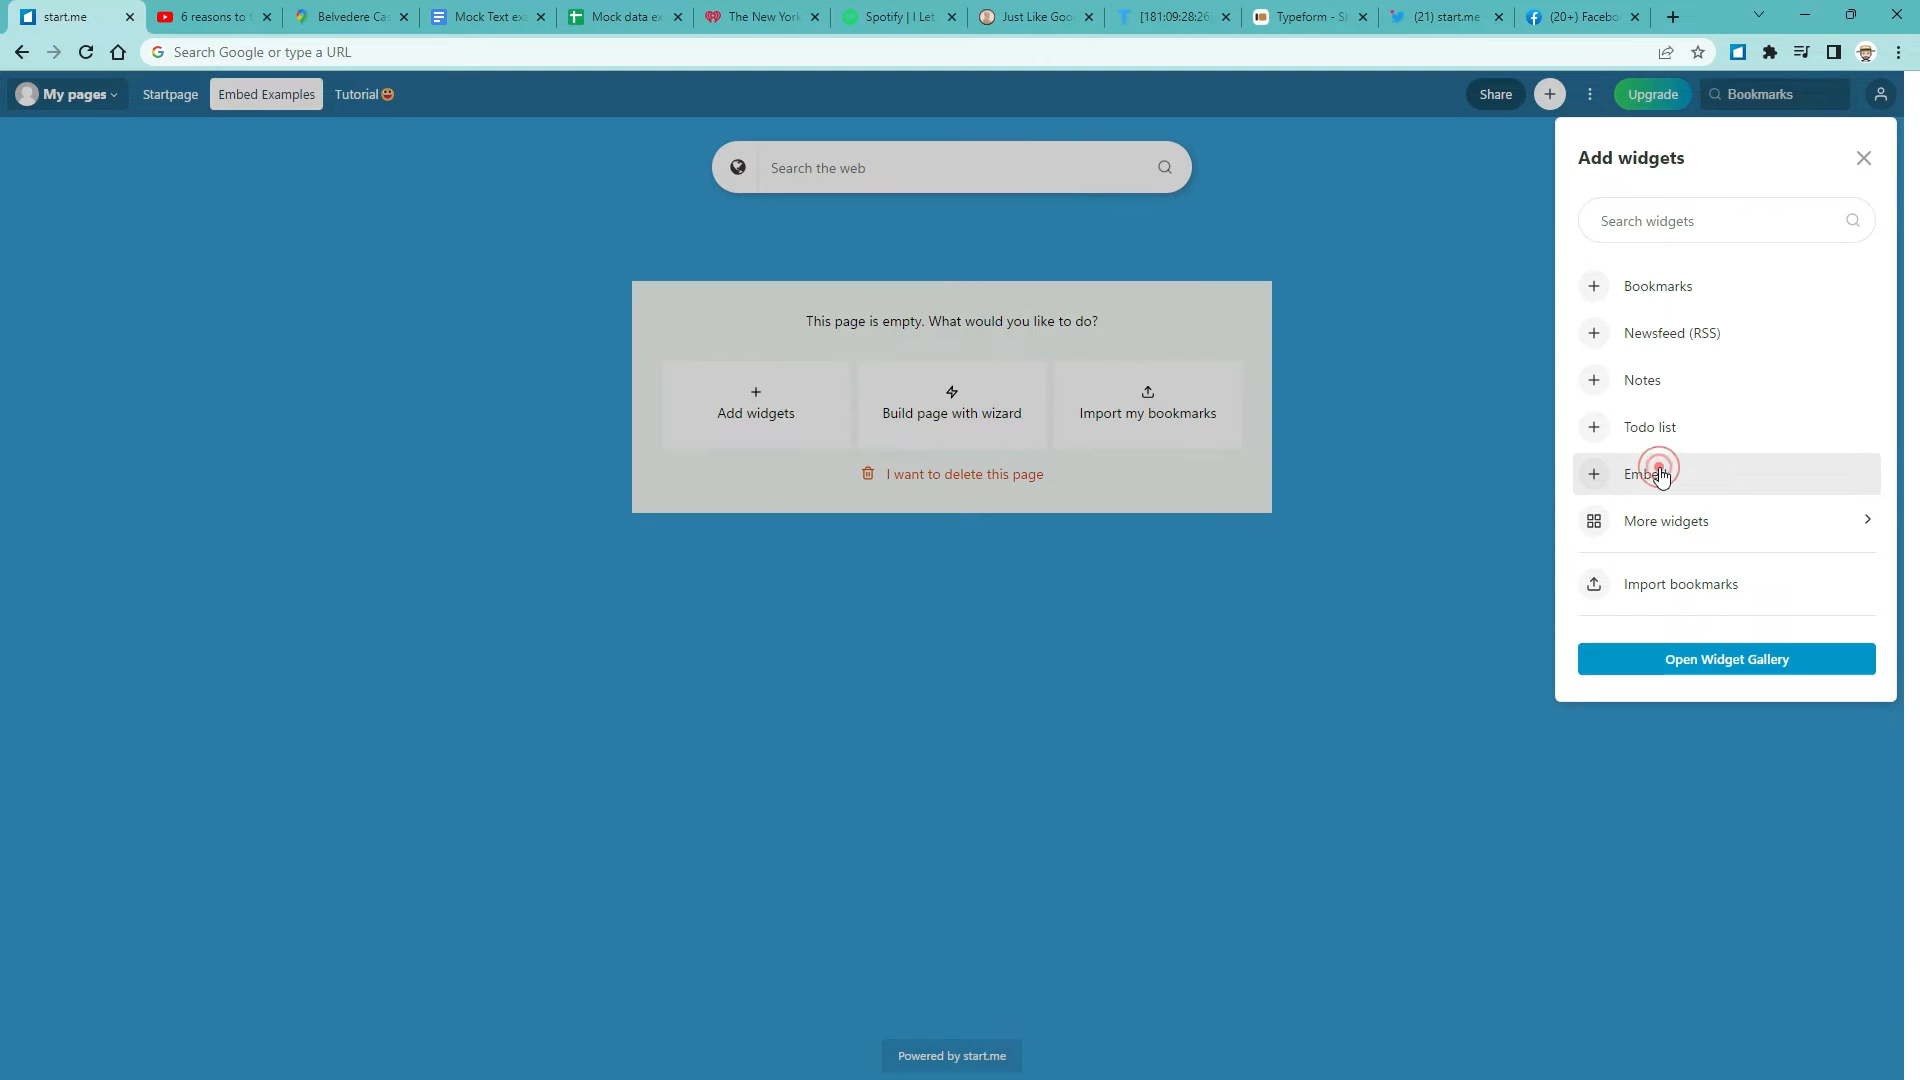 start.me
6 reasons to t
Belvedere Ca
Mock Text ex
Mock data ex
The New York
Spotify | I Let
Just Like Goo
[181:09:28:26]
Typeform - S
(21) start.me
(20+) Facebo
Search Google or type a URL
My pages
Startpage
Embed Examples
Tutorial
Share
Upgrade
Bookmarks
Search the web
Add widgets
Search widgets
Bookmarks
Newsfeed (RSS)
Notes
Todo list
More widgets
Import bookmarks
Open Widget Gallery
This page is empty. What would you like to do?
Add widgets
Build page with wizard
Import my bookmarks
I want to delete this page
Powered by start.me